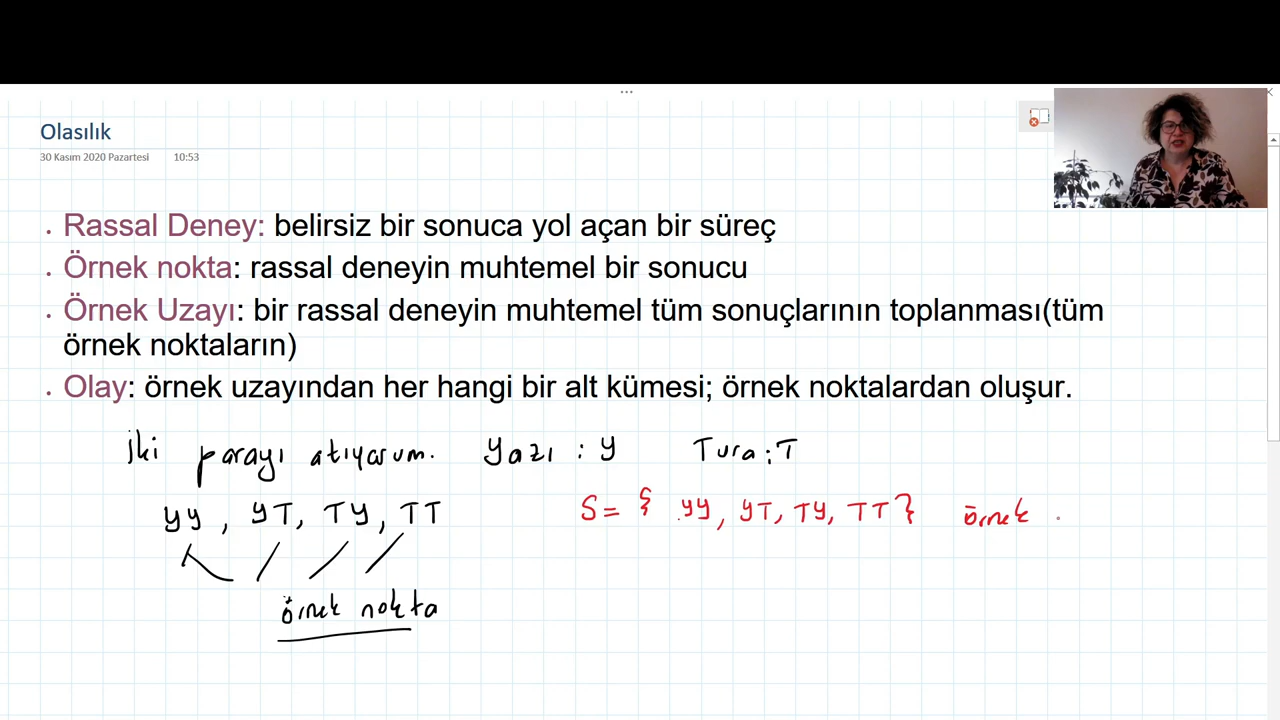 Olasılık
30 Kasım 2020 Pazartesi 10:53
. Rassal Deney: belirsiz bir sonuca yol açan bir süreç
. Örnek nokta: rassal deneyin muhtemel bir sonucu
. Örnek Uzayı: bir rassal deneyin muhtemel tüm sonuçlarının toplanması(tüm
örnek noktaların)
. Olay: örnek uzayından her hangi bir alt kümesi; örnek noktalardan oluşur.
İki parayı atıyorum. Yazı : Y Tura : T
YY, YT, TY, TT S = { YY, YT, TY, TT } örnek
örnek nokta